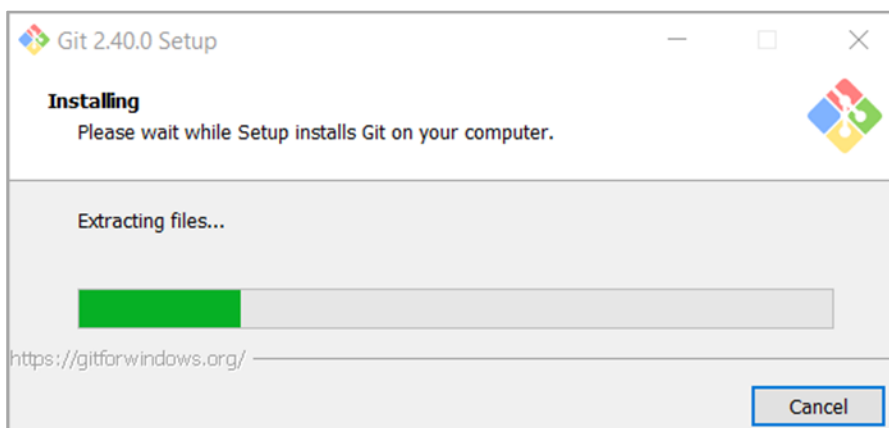 Git 2.40.0 Setup
Installing
Please wait while Setup installs Git on your computer.
Extracting files...
https://gitforwindows.org/
Cancel